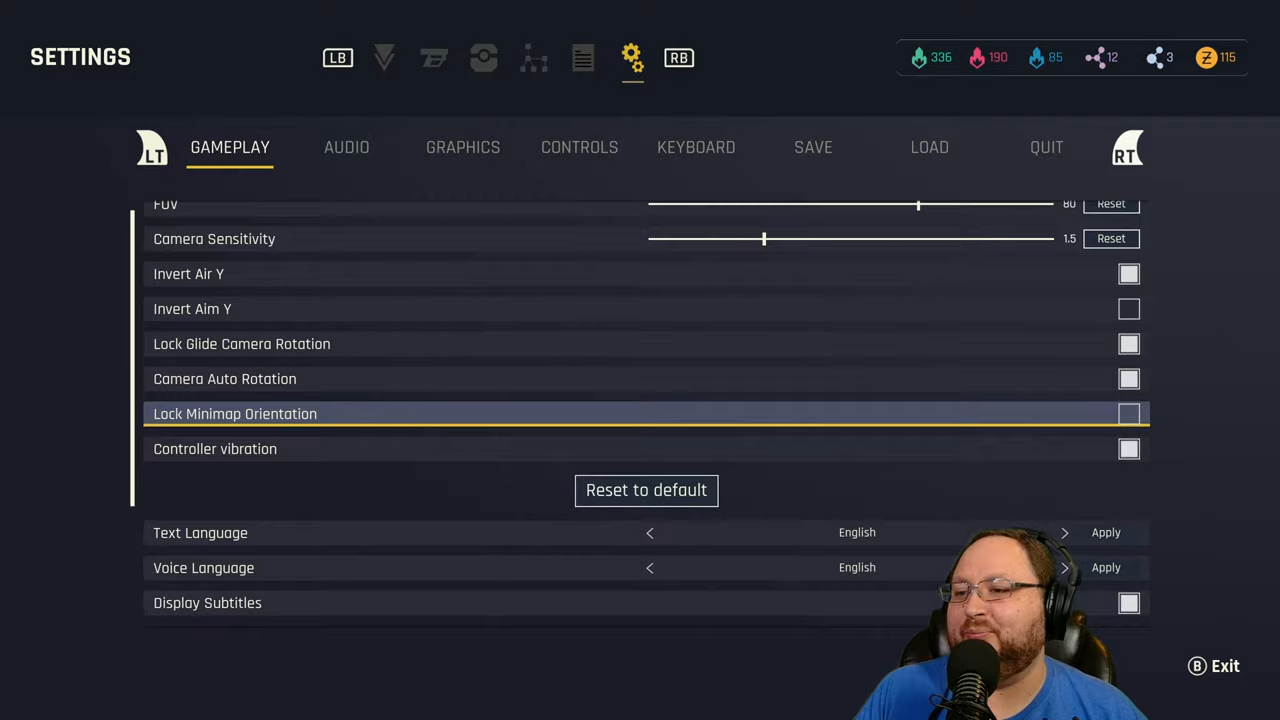 SETTINGS
LB
RB
336
190
85
12
3
115
LT
GAMEPLAY
AUDIO
GRAPHICS
CONTROLS
KEYBOARD
SAVE
LOAD
QUIT
RT
FOV 80 Reset
Camera Sensitivity 1.5 Reset
Invert Air Y
Invert Aim Y
Lock Glide Camera Rotation
Camera Auto Rotation
Lock Minimap Orientation
Controller vibration
Reset to default
Text Language < English > Apply
Voice Language < English > Apply
Display Subtitles
B Exit